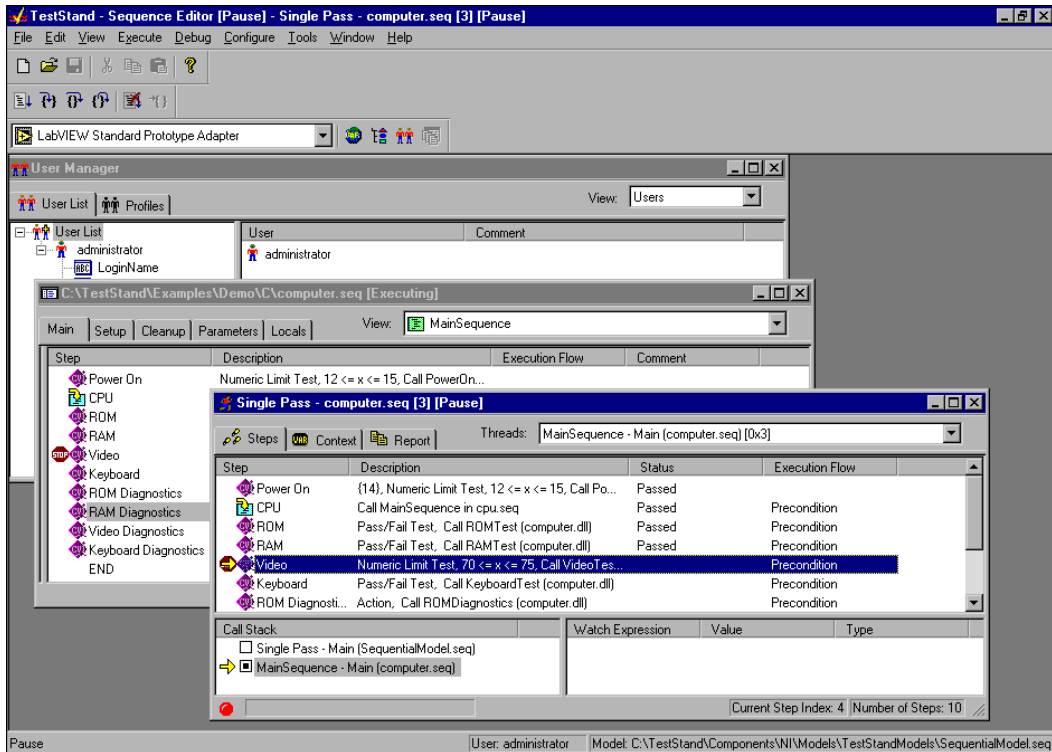 TestStand - Sequence Editor [Pause] - Single Pass - computer.seq [3] [Pause]
File Edit View Execute Debug Configure Tools Window Help
LabVIEW Standard Prototype Adapter
User Manager
User List Profiles View: Users
User List User Comment
administrator administrator
LoginName
C:\TestStand\Examples\Demo\C\computer.seq [Executing]
Main Setup Cleanup Parameters Locals View: MainSequence
Step Description Execution Flow Comment
Power On Numeric Limit Test, 12 <= x <= 15, Call PowerOn...
CPU
ROM
RAM
Video
Keyboard
ROM Diagnostics
RAM Diagnostics
Video Diagnostics
Keyboard Diagnostics
END
Single Pass - computer.seq [3] [Pause]
Steps Context Report Threads: MainSequence - Main (computer.seq) [0x3]
Step Description Status Execution Flow
Power On {14}, Numeric Limit Test, 12 <= x <= 15, Call Po... Passed
CPU Call MainSequence in cpu.seq Passed Precondition
ROM Pass/Fail Test, Call ROMTest (computer.dll) Passed Precondition
RAM Pass/Fail Test, Call RAMTest (computer.dll) Passed Precondition
Video Numeric Limit Test, 70 <= x <= 75, Call VideoTes... Precondition
Keyboard Pass/Fail Test, Call KeyboardTest (computer.dll) Precondition
ROM Diagnosti... Action, Call ROMDiagnostics (computer.dll) Precondition
Call Stack Watch Expression Value Type
Single Pass - Main (SequentialModel.seq)
MainSequence - Main (computer.seq)
Current Step Index: 4 Number of Steps: 10
Pause User: administrator Model: C:\TestStand\Components\NI\Models\TestStandModels\SequentialModel.seq